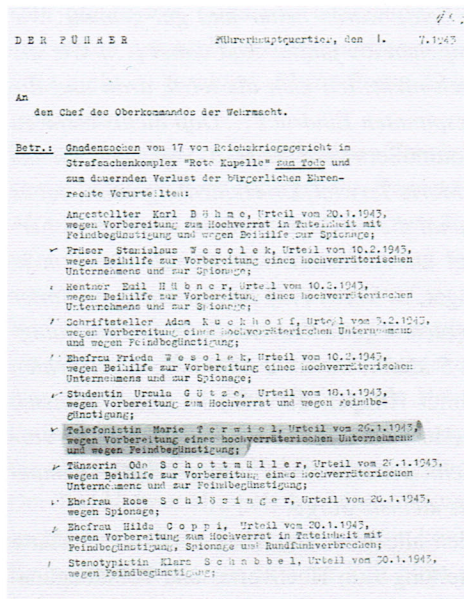 DER FÜHRER
Führerhauptquartier, den 1. 7.1943
An
den Chef des Oberkommandos der Wehrmacht.
Betr.: Gnadensachen von 17 vom Reichskriegsgericht im
Strafsachenkomplex "Rote Kapelle" zum Tode und
zum dauernden Verlust der bürgerlichen Ehren-
rechte Verurteilten:
Angestellter Karl B ö h m e, Urteil vom 20.1.1943,
wegen Vorbereitung zum Hochverrat in Tateinheit mit
Feindbegünstigung und wegen Beihilfe zur Spionage;
Fräser Stanislaus W e s o l e k, Urteil vom 10.2.1943,
wegen Beihilfe zur Vorbereitung eines hochverräterischen
Unternehmens und zur Spionage;
Rentner Emil H ü b n e r, Urteil vom 10.2.1943,
wegen Beihilfe zur Vorbereitung eines hochverräterischen
Unternehmens und zur Spionage;
Schriftsteller Adam K u c k h o f f, Urteil vom 3.2.1943,
wegen Vorbereitung eines hochverräterischen Unternehmens
und wegen Feindbegünstigung;
Ehefrau Frieda W e s o l e k, Urteil vom 10.2.1943,
wegen Beihilfe zur Vorbereitung eines hochverräterischen
Unternehmens und zur Spionage;
Studentin Ursula G ö t z e, Urteil vom 18.1.1943,
wegen Vorbereitung zum Hochverrat und wegen Feindbe-
günstigung;
Telefonistin Marie T e r w i e l, Urteil vom 26.1.1943,
wegen Vorbereitung eines hochverräterischen Unternehmens
und wegen Feindbegünstigung;
Tänzerin Oda S c h o t t m ü l l e r, Urteil vom 26.1.1943,
wegen Beihilfe zur Vorbereitung eines hochverräterischen
Unternehmens und zur Feindbegünstigung;
Ehefrau Rose S c h l ö s i n g e r, Urteil vom 20.1.1943,
wegen Spionage;
Ehefrau Hilde C o p p i, Urteil vom 20.1.1943,
wegen Vorbereitung zum Hochverrat in Tateinheit mit
Feindbegünstigung, Spionage und Rundfunkverbrechen;
Stenotypistin Klara S c h a b b e l, Urteil vom 30.1.1943,
wegen Feindbegünstigung;